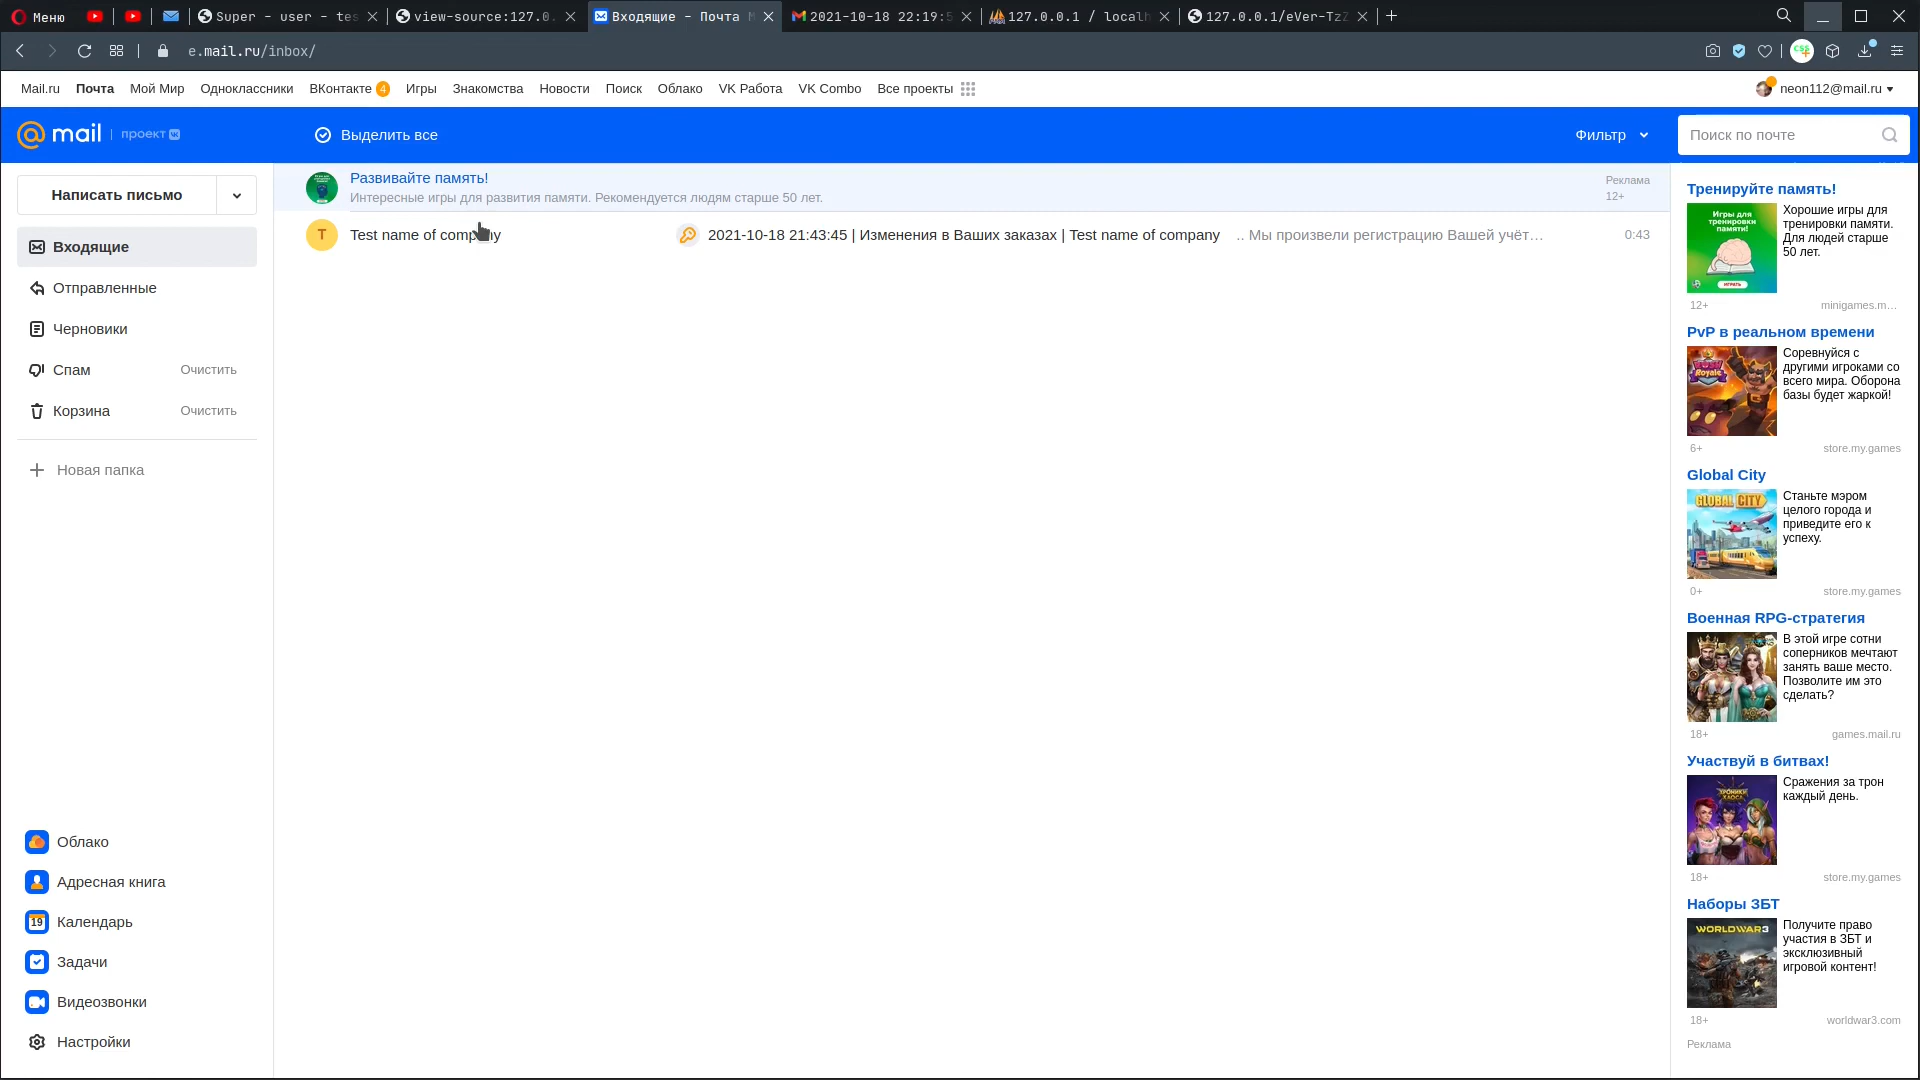 Меню
Super - user - tes
view-source:127.0.
Входящие - Почта M
2021-10-18 22:19:5
127.0.0.1 / localh
127.0.0.1/eVer-TzZ
e.mail.ru/inbox/
Mail.ru Почта Мой Мир Одноклассники ВКонтакте 4 Игры Знакомства Новости Поиск Облако VK Работа VK Combo Все проекты
neon112@mail.ru
@mail проект
Выделить все
Фильтр
Поиск по почте
Написать письмо
Входящие
Отправленные
Черновики
Спам Очистить
Корзина Очистить
Новая папка
Облако
Адресная книга
19 Календарь
Задачи
Видеозвонки
Настройки
Развивайте память!
Интересные игры для развития памяти. Рекомендуется людям старше 50 лет.
Реклама
12+
T Test name of company 2021-10-18 21:43:45 | Изменения в Ваших заказах | Test name of company .. Мы произвели регистрацию Вашей учёт… 0:43
Тренируйте память!
Игры для
тренировки
памяти!
ИГРАТЬ
Хорошие игры для
тренировки памяти.
Для людей старше
50 лет.
12+ minigames.m…
PvP в реальном времени
Rush
Royale
Соревнуйся с
другими игроками со
всего мира. Оборона
базы будет жаркой!
6+ store.my.games
Global City
GLOBAL CITY
Станьте мэром
целого города и
приведите его к
успеху.
0+ store.my.games
Военная RPG-стратегия
В этой игре сотни
соперников мечтают
занять ваше место.
Позволите им это
сделать?
18+ games.mail.ru
Участвуй в битвах!
ХРОНИКИ
ХАОСА
Сражения за трон
каждый день.
18+ store.my.games
Наборы ЗБТ
WORLDWAR3
Получите право
участия в ЗБТ и
эксклюзивный
игровой контент!
18+ worldwar3.com
Реклама